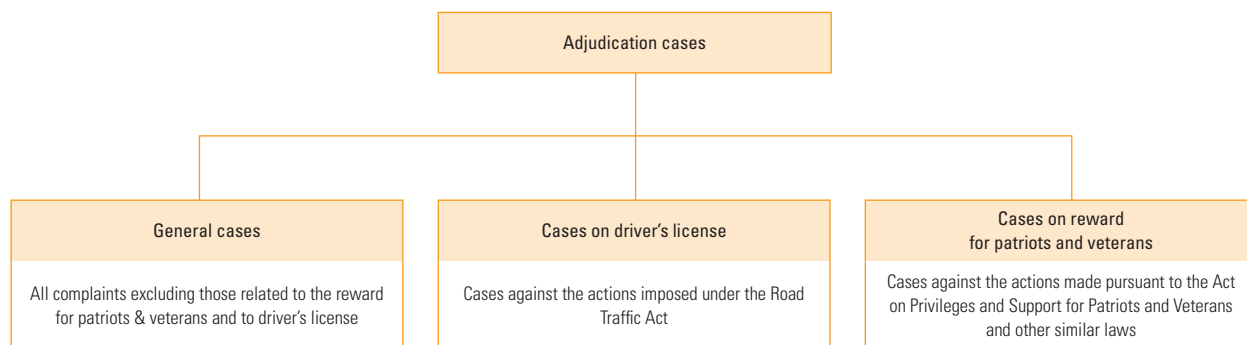 Adjudication cases
General cases
All complaints excluding those related to the reward
for patriots & veterans and to driver's license
Cases on driver's license
Cases against the actions imposed under the Road
Traffic Act
Cases on reward
for patriots and veterans
Cases against the actions made pursuant to the Act
on Privileges and Support for Patriots and Veterans
and other similar laws